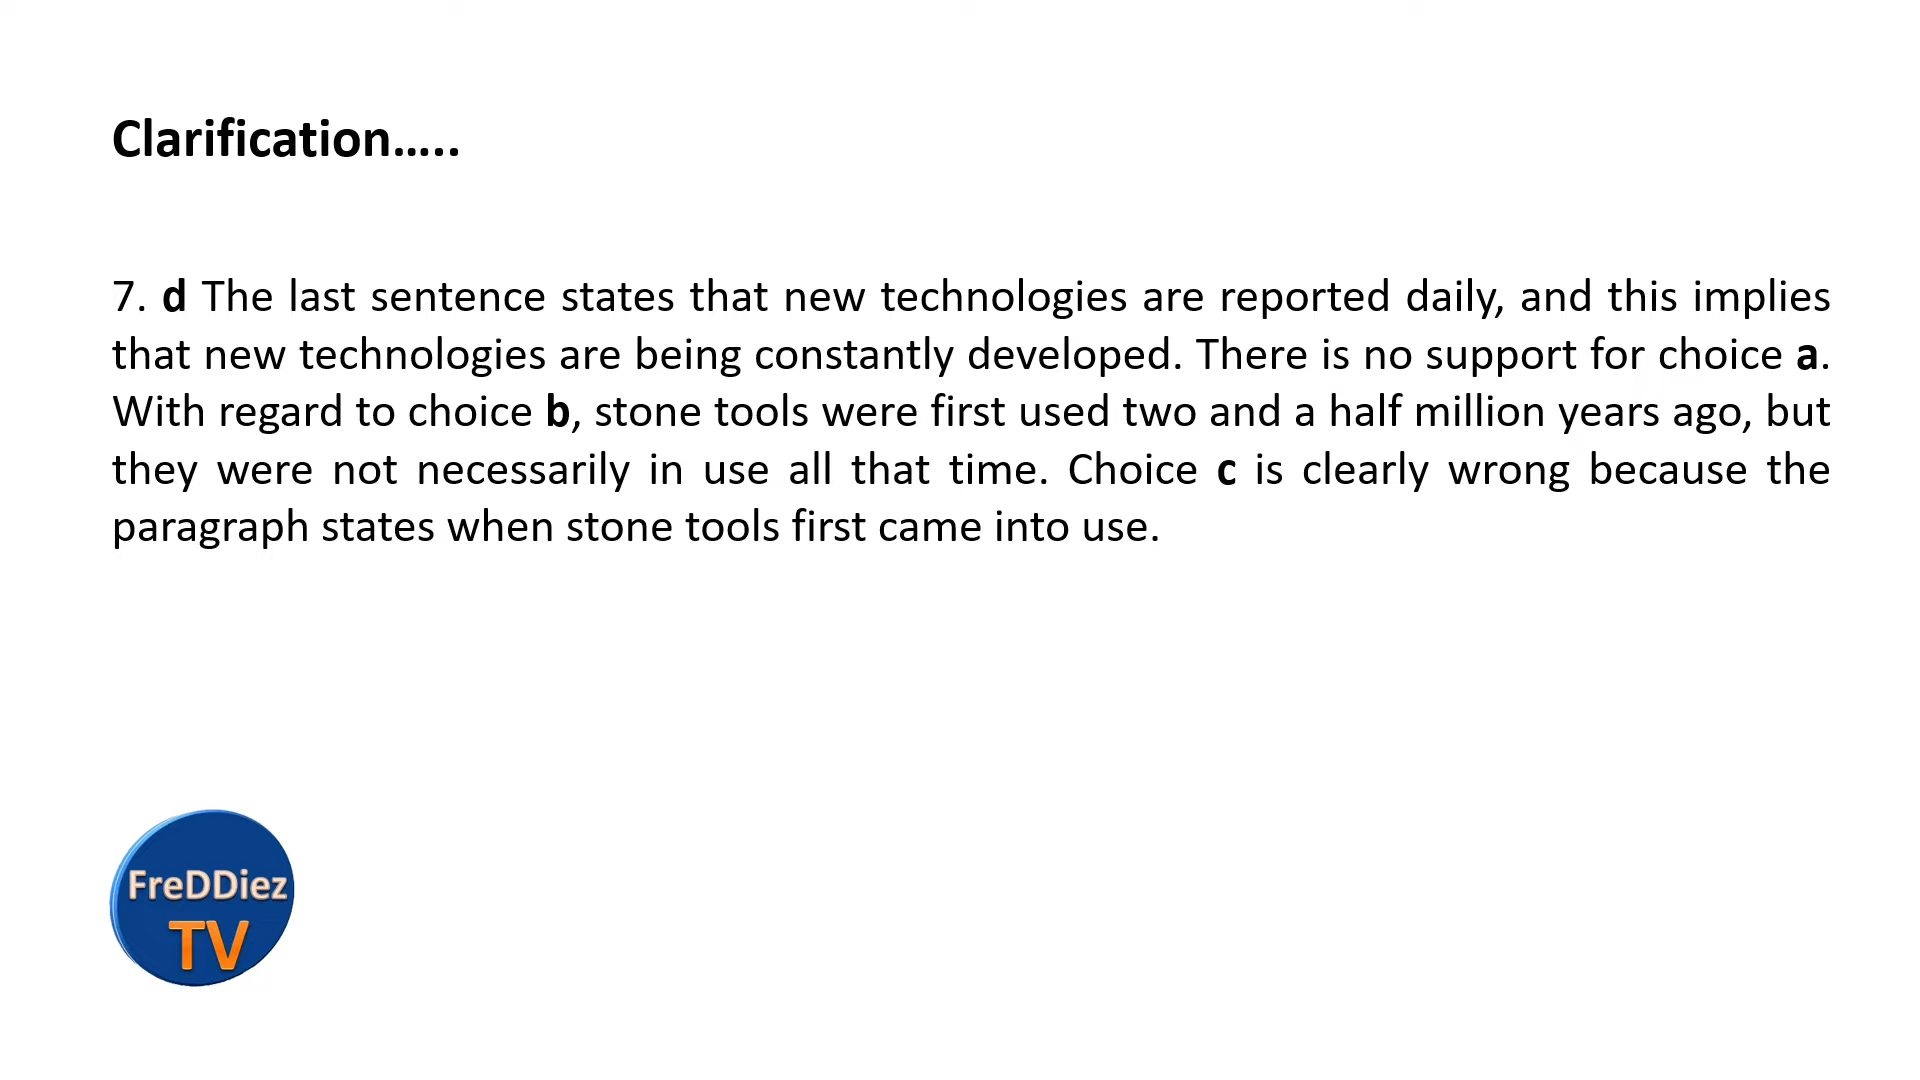 Clarification.....
7. d The last sentence states that new technologies are reported daily, and this implies
that new technologies are being constantly developed. There is no support for choice a.
With regard to choice b, stone tools were first used two and a half million years ago, but
they were not necessarily in use all that time. Choice c is clearly wrong because the
paragraph states when stone tools first came into use.
FreDDiez
TV